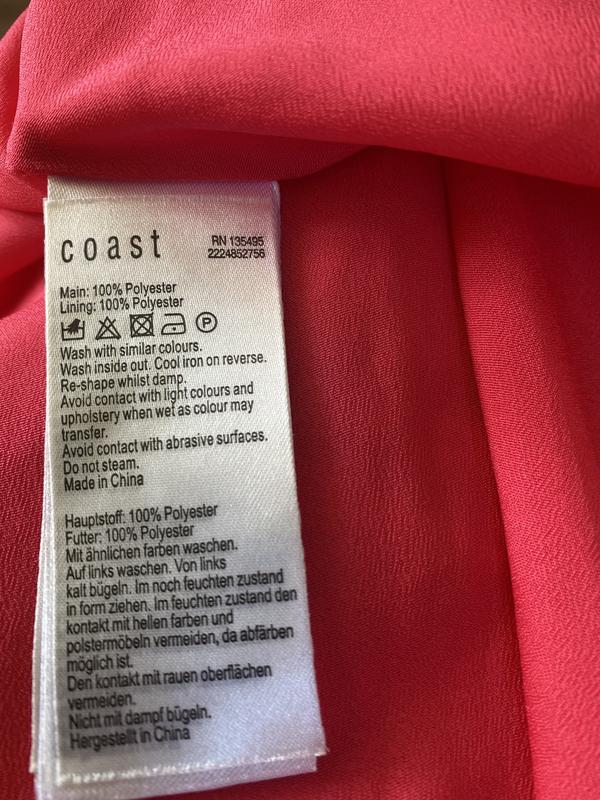 coast
RN 135495
2224852756
Main: 100% Polyester
Lining: 100% Polyester
P
Wash with similar colours.
Wash inside out. Cool iron on reverse.
Re-shape whilst damp.
Avoid contact with light colours and
upholstery when wet as colour may
transfer.
Avoid contact with abrasive surfaces.
Do not steam.
Made in China
Hauptstoff: 100% Polyester
Futter: 100% Polyester
Mit ähnlichen farben waschen.
Auf links waschen. Von links
kalt bügeln. Im noch feuchten zustand
in form ziehen. Im feuchten zustand den
kontakt mit hellen farben und
polstermöbeln vermeiden, da abfärben
möglich ist.
Den kontakt mit rauen oberflächen
vermeiden.
Nicht mit dampf bügeln.
Hergestellt in China